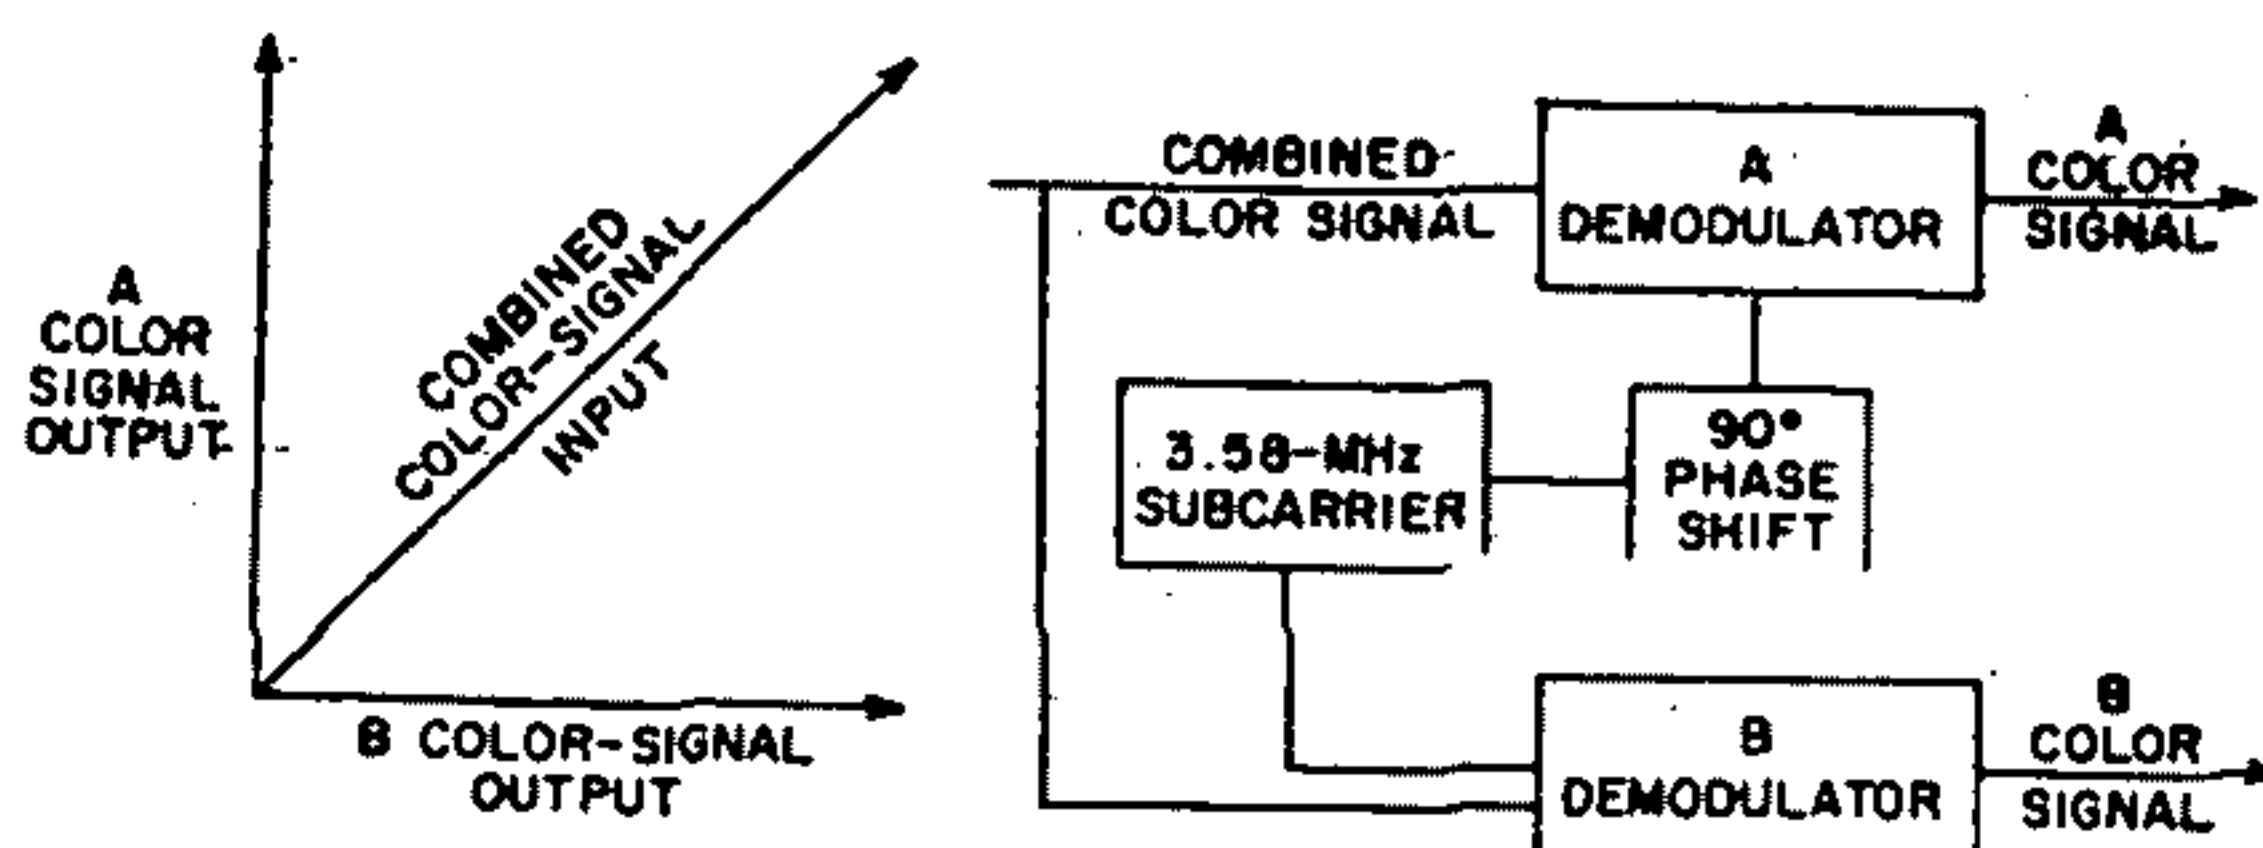 A
COLOR
SIGNAL
OUTPUT
COMBINED
COLOR-SIGNAL
INPUT
B COLOR-SIGNAL
OUTPUT
COMBINED
COLOR SIGNAL
A
DEMODULATOR
A
COLOR
SIGNAL
3.58-MHz
SUBCARRIER
90°
PHASE
SHIFT
B
DEMODULATOR
B
COLOR
SIGNAL